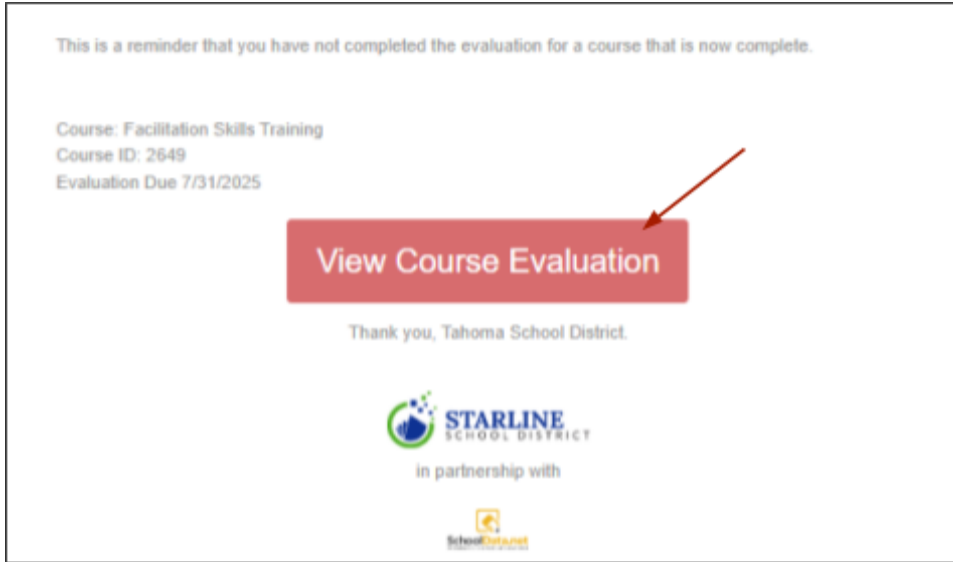 This is a reminder that you have not completed the evaluation for a course that is now complete.
Course: Facilitation Skills Training
Course ID: 2649
Evaluation Due 7/31/2025
View Course Evaluation
Thank you, Tahoma School District.
STARLINE
SCHOOL DISTRICT
in partnership with
SchoolData.net